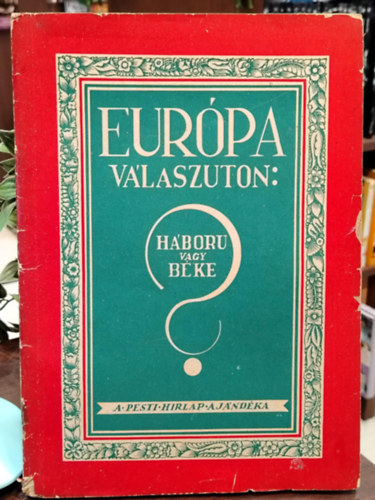 EURÓPA
VÁLASZUTON:
HÁBORU
VAGY
BÉKE
?
A·PESTI·HIRLAP·AJÁNDÉKA